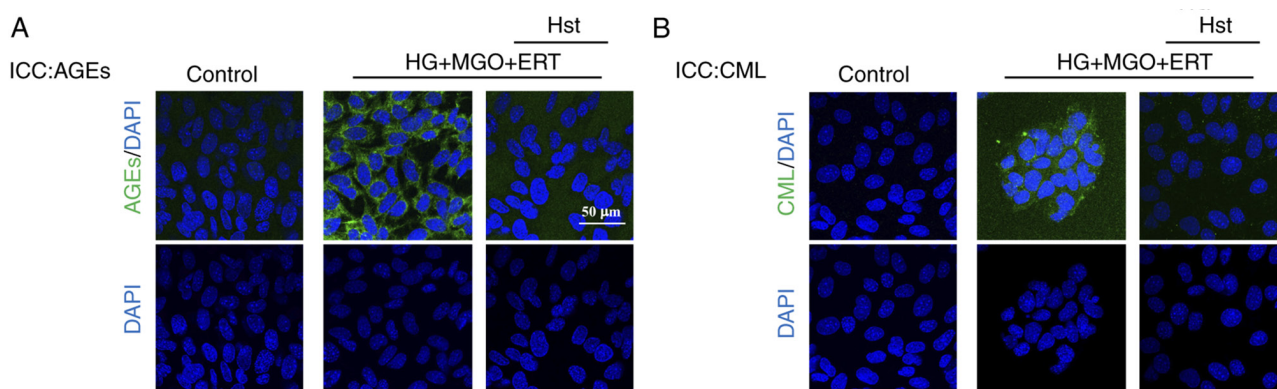 A
Hst
ICC:AGEs
Control
HG+MGO+ERT
AGEs/DAPI
50 μm
DAPI
B
Hst
ICC:CML
Control
HG+MGO+ERT
CML/DAPI
DAPI